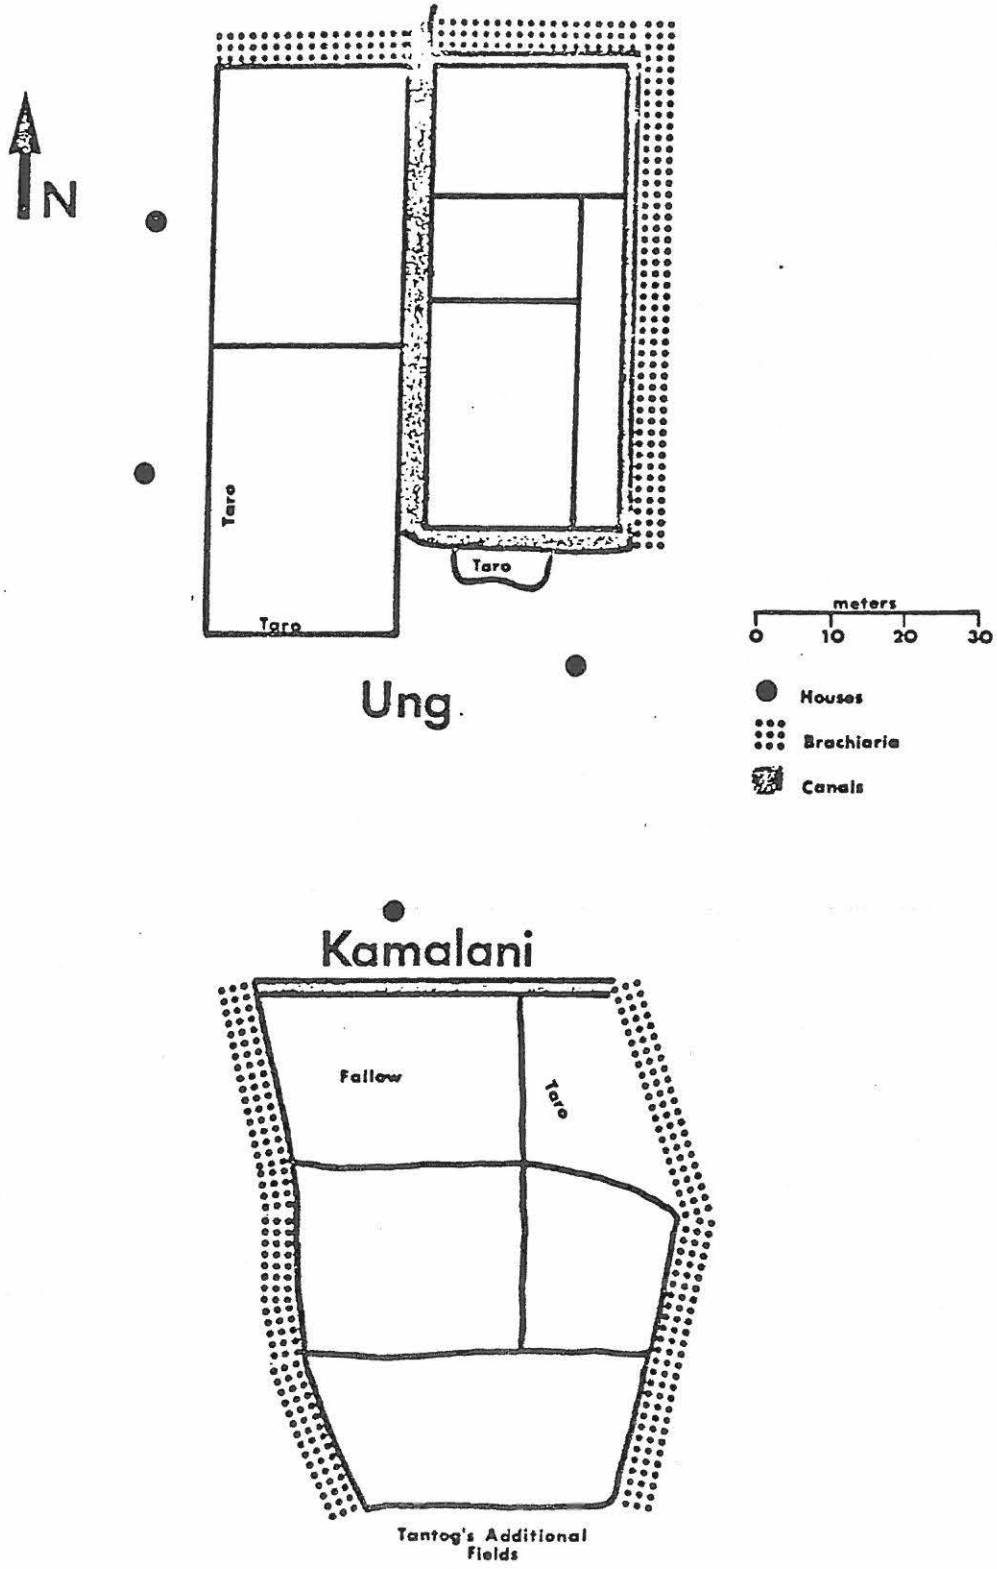 N
Taro
Taro
Taro
Ung
meters
0 10 20 30
Houses
Brachiaria
Canals
Kamalani
Fallow
Taro
Tantog's Additional
Fields